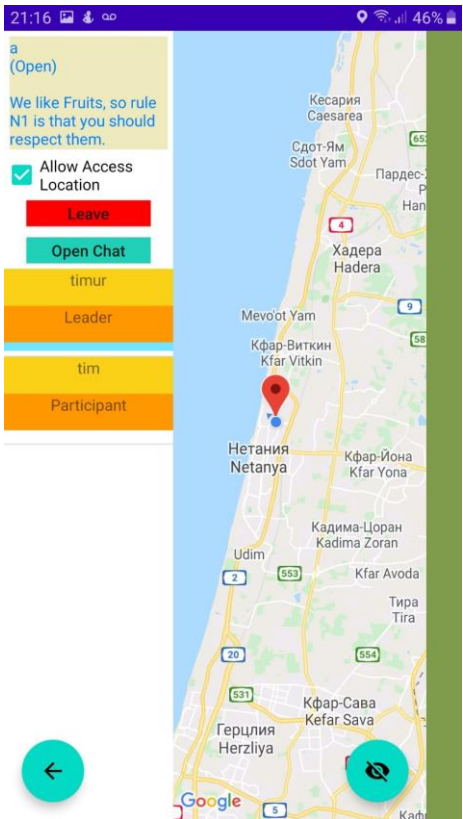 21:16
46%
a
(Open)
We like Fruits, so rule
N1 is that you should
respect them.
Allow Access
Location
Leave
Open Chat
timur
Leader
tim
Participant
Кесария
Caesarea
65
Сдот-Ям
Sdot Yam
Пардес-
Han
4
Хадера
Hadera
9
Mevo'ot Yam
58
Кфар-Виткин
Kfar Vitkin
Нетания
Netanya
Кфар-Йона
Kfar Yona
Кадима-Цоран
Kadima Zoran
Udim
2
553
Kfar Avoda
Тира
Tira
20
554
531
Кфар-Сава
Kefar Sava
Герцлия
Herzliya
Google
5
Кафр